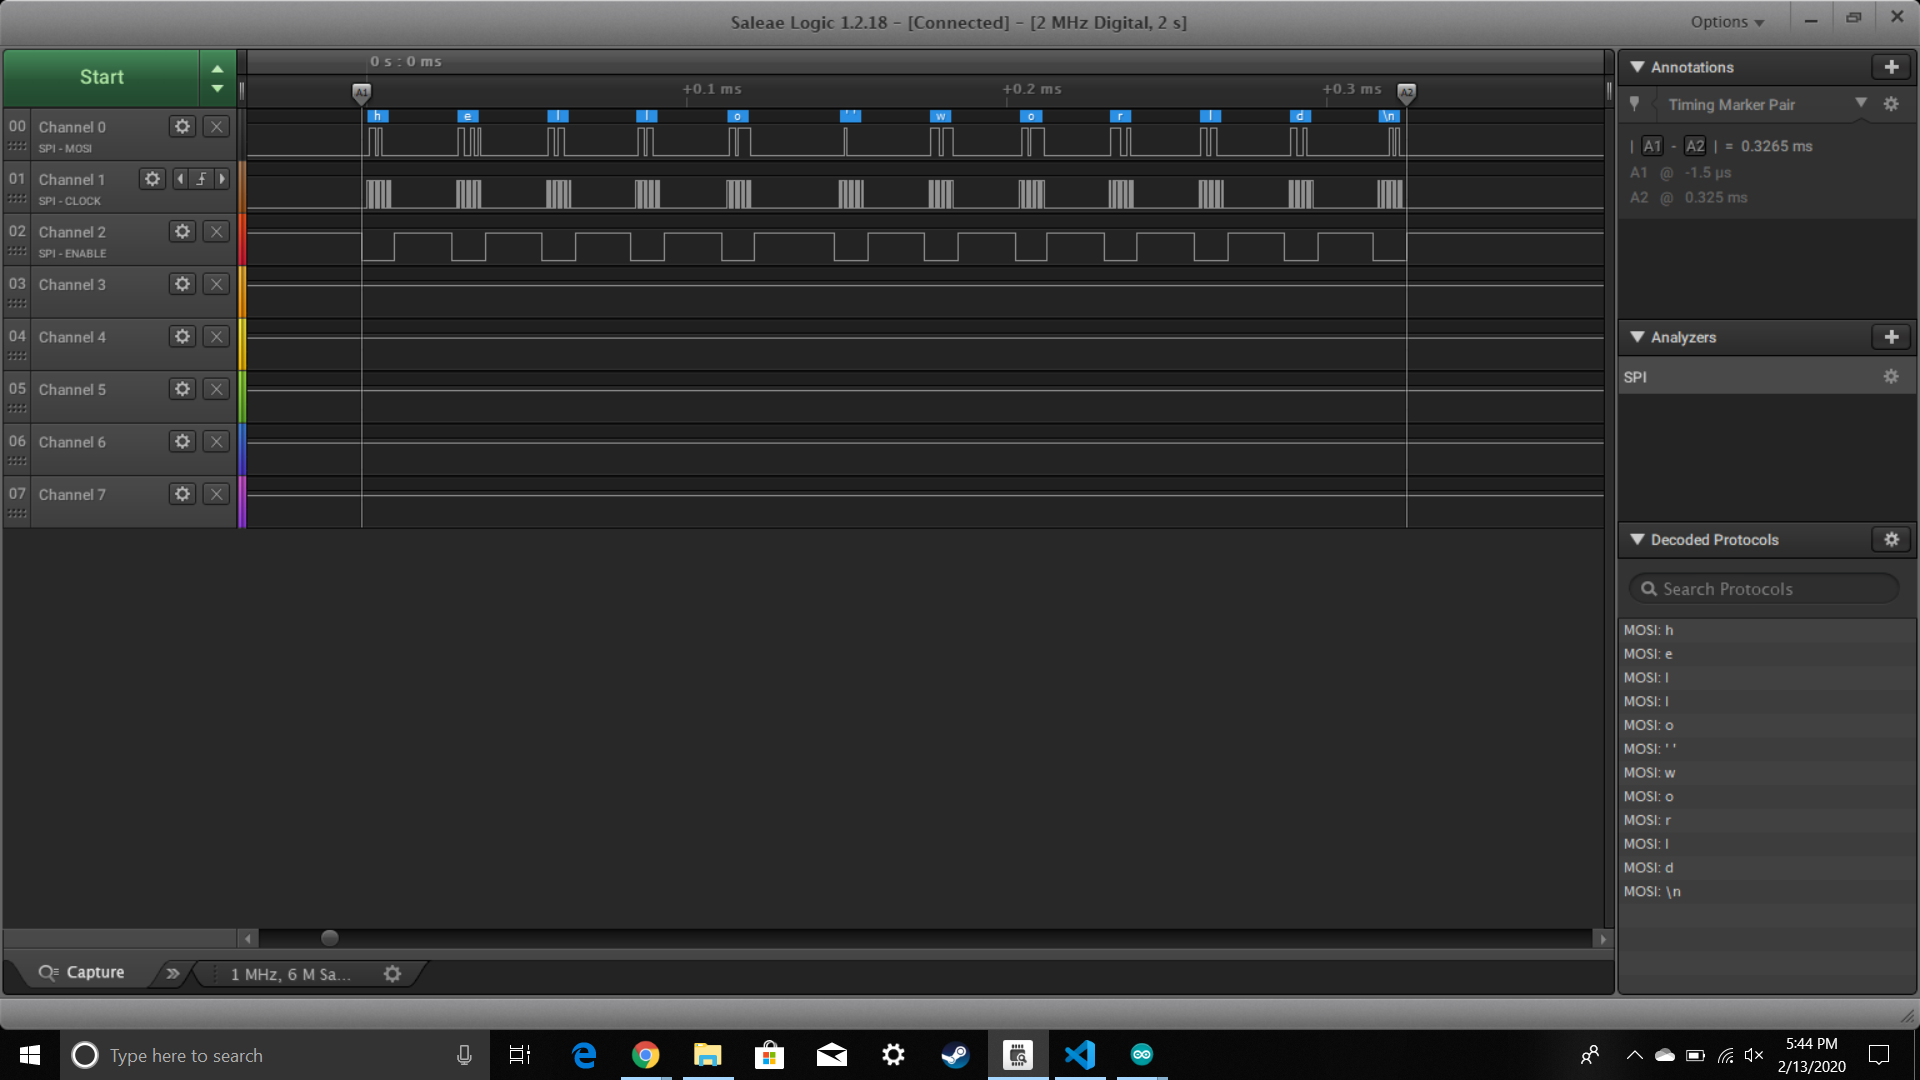 Saleae Logic 1.2.18 - [Connected] - [2 MHz Digital, 2 s]
Options
Start
0 s : 0 ms
+0.1 ms
+0.2 ms
+0.3 ms
A1
A2
h e l l o ' ' w o r l d \n
00 Channel 0
SPI - MOSI
01 Channel 1
SPI - CLOCK
02 Channel 2
SPI - ENABLE
03 Channel 3
04 Channel 4
05 Channel 5
06 Channel 6
07 Channel 7
Annotations
Timing Marker Pair
| A1 - A2 | = 0.3265 ms
A1 @ -1.5 µs
A2 @ 0.325 ms
Analyzers
SPI
Decoded Protocols
Search Protocols
MOSI: h
MOSI: e
MOSI: l
MOSI: l
MOSI: o
MOSI: ' '
MOSI: w
MOSI: o
MOSI: r
MOSI: l
MOSI: d
MOSI: \n
Capture
1 MHz, 6 M Sa...
Type here to search
5:44 PM
2/13/2020